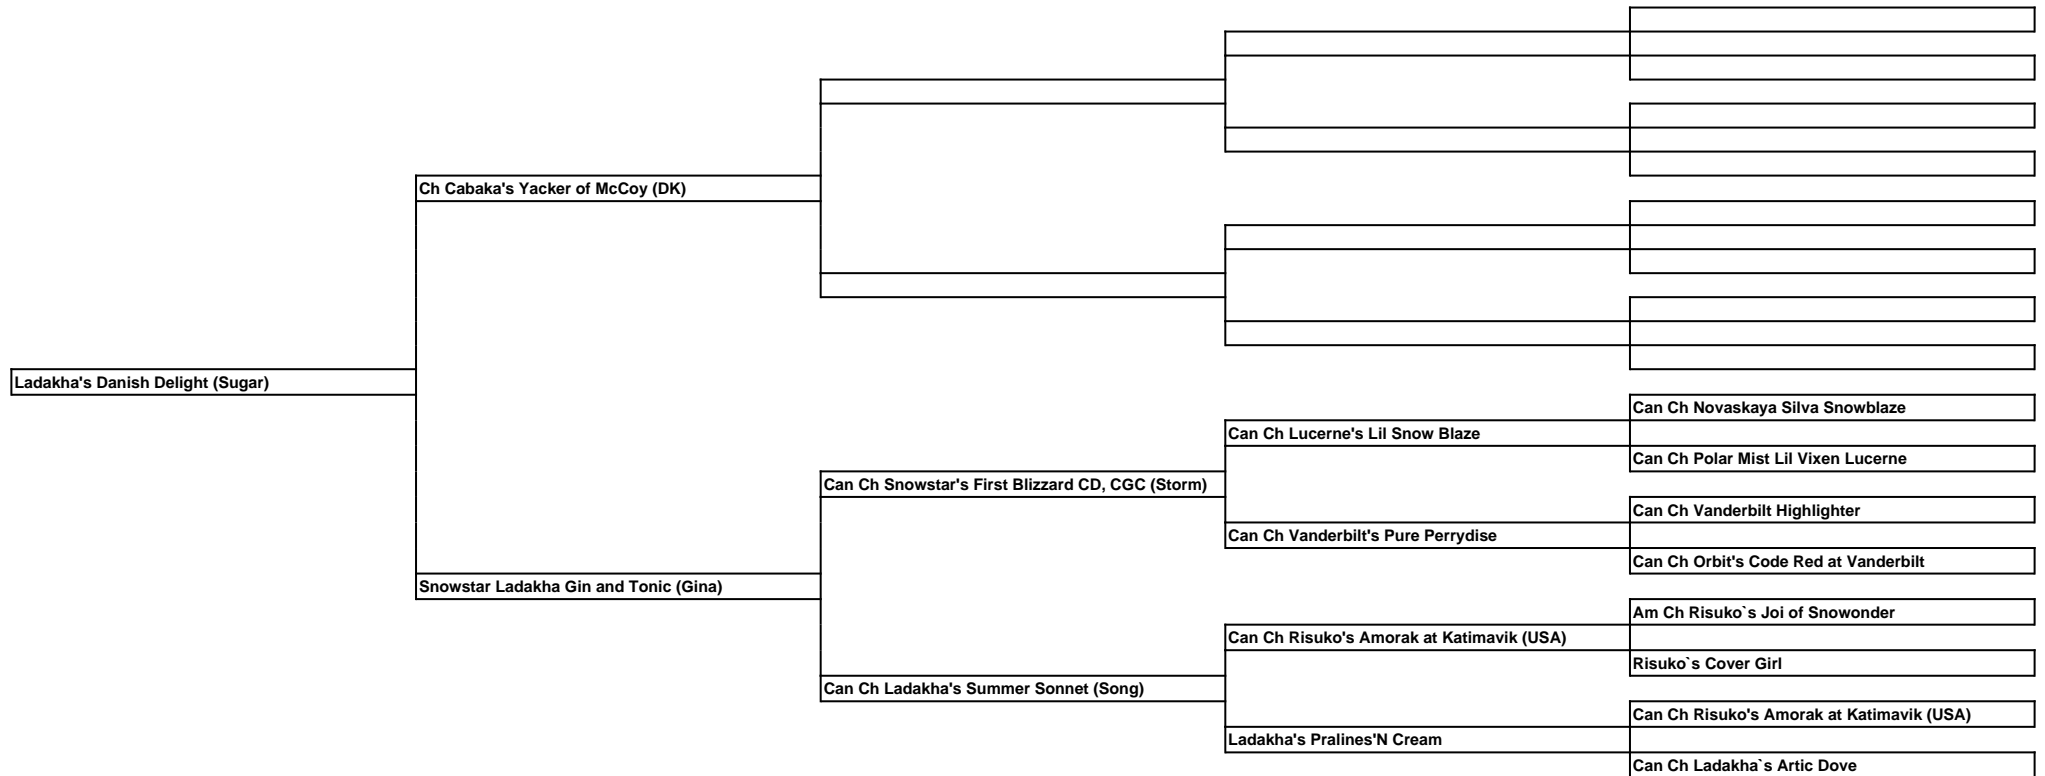 Ch Cabaka's Yacker of McCoy (DK)
Ladakha's Danish Delight (Sugar)
Can Ch Novaskaya Silva Snowblaze
Can Ch Lucerne's Lil Snow Blaze
Can Ch Polar Mist Lil Vixen Lucerne
Can Ch Snowstar's First Blizzard CD, CGC (Storm)
Can Ch Vanderbilt Highlighter
Can Ch Vanderbilt's Pure Perrydise
Can Ch Orbit's Code Red at Vanderbilt
Snowstar Ladakha Gin and Tonic (Gina)
Am Ch Risuko`s Joi of Snowonder
Can Ch Risuko's Amorak at Katimavik (USA)
Risuko`s Cover Girl
Can Ch Ladakha's Summer Sonnet (Song)
Can Ch Risuko's Amorak at Katimavik (USA)
Ladakha's Pralines'N Cream
Can Ch Ladakha`s Artic Dove